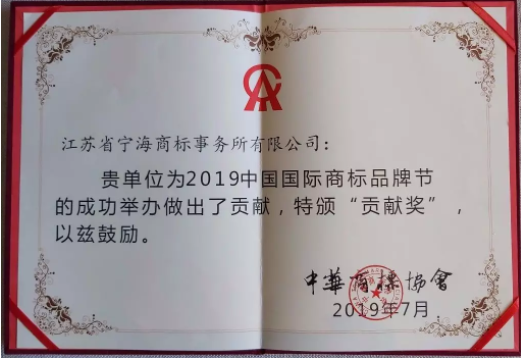 江苏省宁海商标事务所有限公司：
贵单位为2019中国国际商标品牌节
的成功举办做出了贡献，特颁“贡献奖”，
以兹鼓励。
中華商標協會
2019年7月